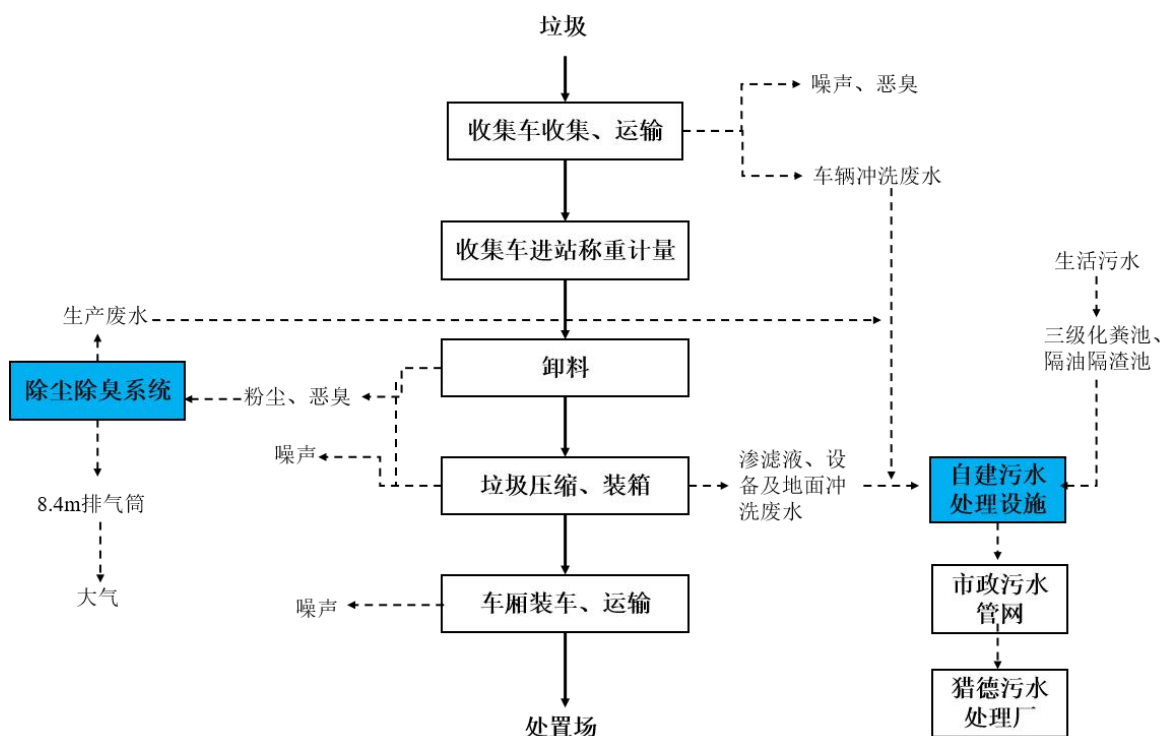 垃圾
噪声、恶臭
收集车收集、运输
车辆冲洗废水
收集车进站称重计量
生活污水
生产废水
三级化粪池、
隔油隔渣池
卸料
除尘除臭系统
粉尘、恶臭
噪声
垃圾压缩、装箱
渗滤液、设
备及地面冲
洗废水
自建污水
处理设施
8.4m排气筒
大气
噪声
车厢装车、运输
市政污水
管网
猎德污水
处理厂
处置场